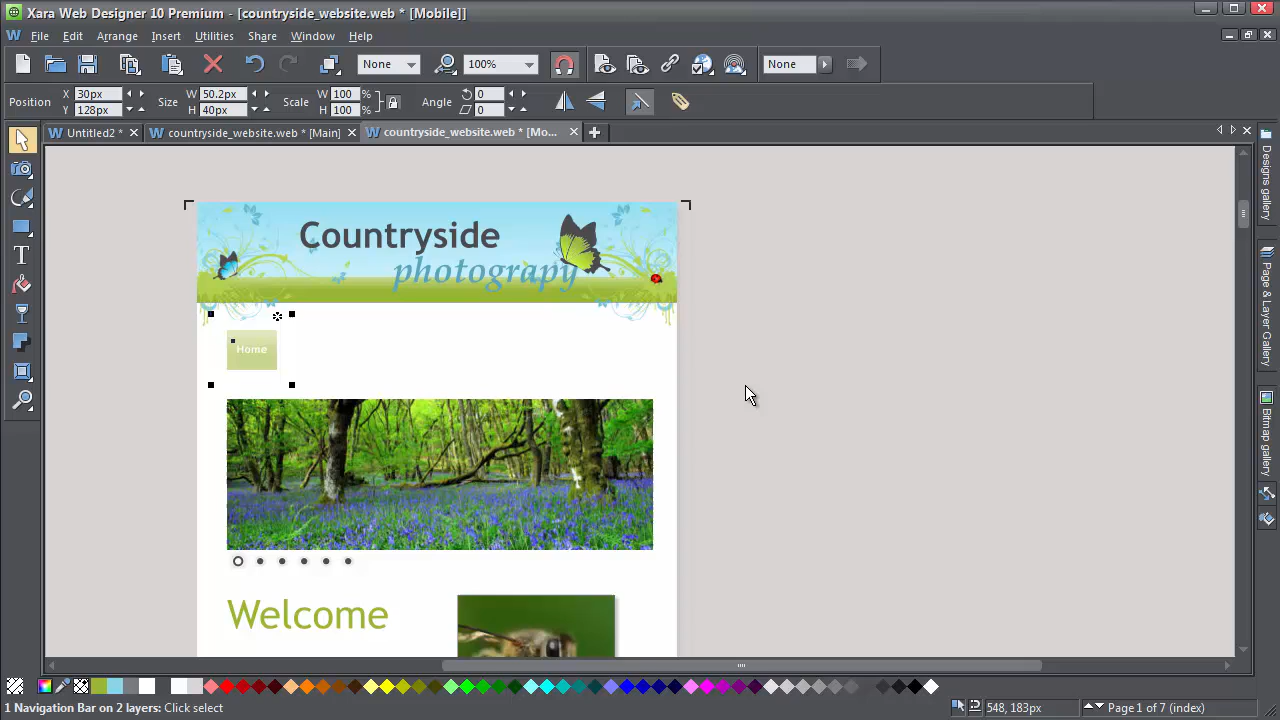 Xara Web Designer 10 Premium - [countryside_website.web * [Mobile]]
File Edit Arrange Insert Utilities Share Window Help
None 100% None
Position X 30px Y 128px Size W 50.2px H 40px Scale W 100 H 100 % % Angle 0 0
Untitled2 * countryside_website.web * [Main] countryside_website.web * [Mo...
Designs gallery
Page & Layer Gallery
Bitmap gallery
Countryside
photograpy
Home
Welcome
1 Navigation Bar on 2 layers: Click select 548, 183px Page 1 of 7 (index)